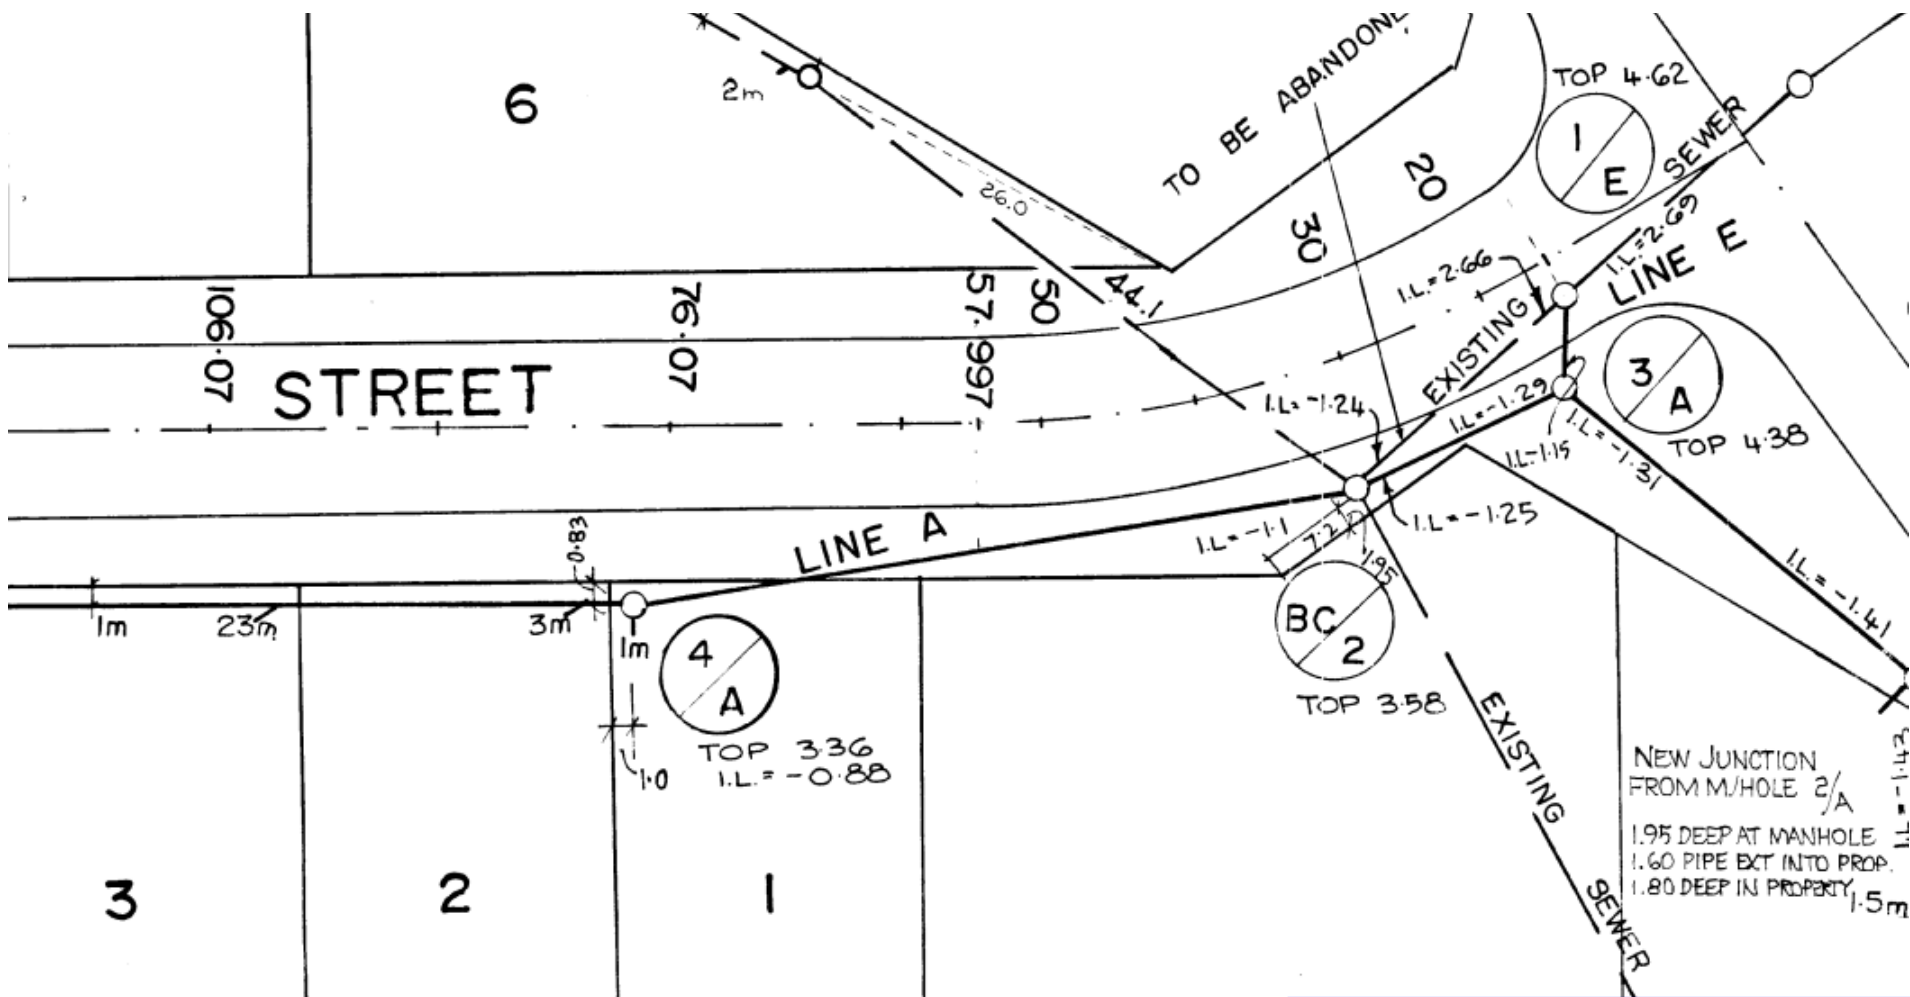 6
2m
26.0
44.1
TO BE ABANDONE
30
20
TOP 4.62
1
E
SEWER
I.L.=2.69
LINE E
I.L.=2.66
EXISTING
106.07
STREET
76.07
57.997
50
3
A
TOP 4.38
I.L=-1.24
I.L=-1.29
I.L-1.15
I.L=-1.31
I.L.=-1.41
I.L=-1.25
I.L=-1.1
7.2
1.95
LINE A
0.83
1m
23m
3m
1m
4
A
TOP 3.36
I.L.=-0.88
1.0
BC
2
TOP 3.58
EXISTING
SEWER
NEW JUNCTION
FROM M/HOLE 2/A
1.95 DEEP AT MANHOLE
1.60 PIPE EXT INTO PROP.
1.80 DEEP IN PROPERTY
1.5m
=-1.43
3
2
1